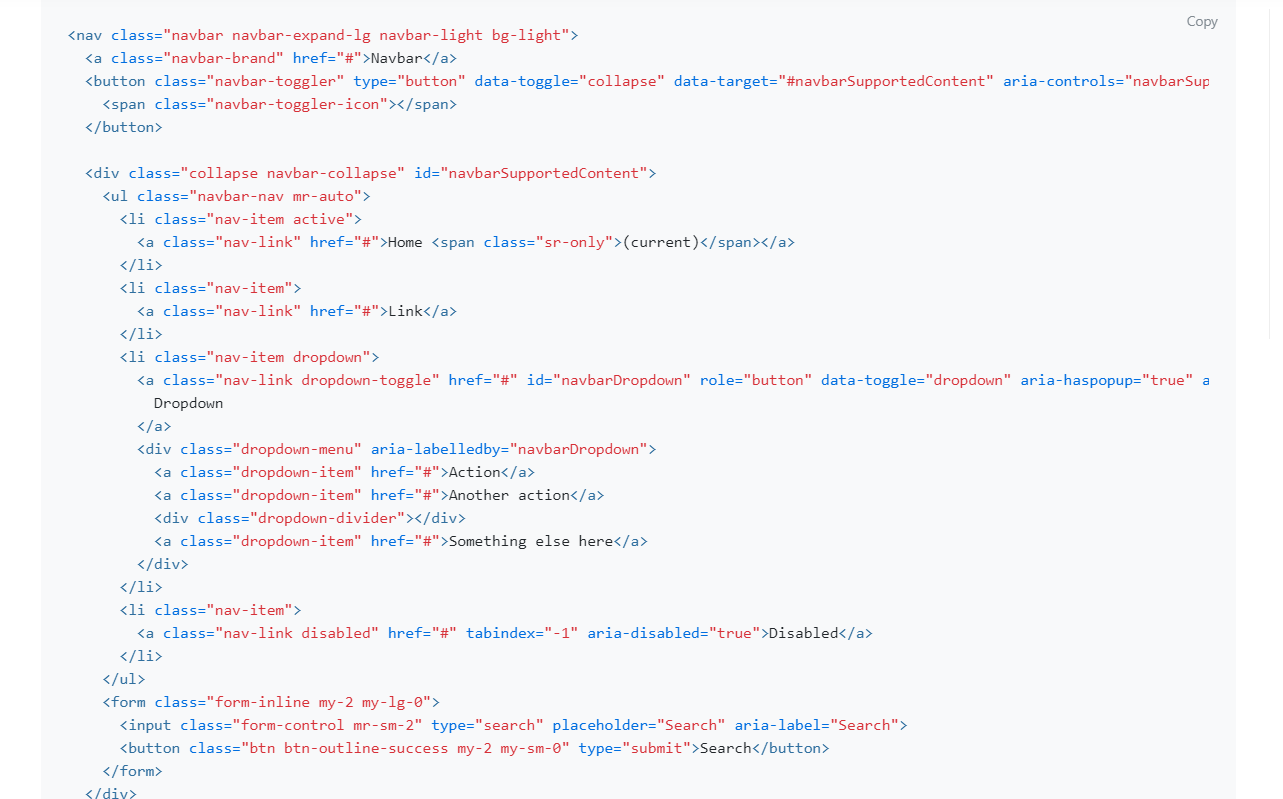 Copy
<nav class="navbar navbar-expand-lg navbar-light bg-light">
  <a class="navbar-brand" href="#">Navbar</a>
  <button class="navbar-toggler" type="button" data-toggle="collapse" data-target="#navbarSupportedContent" aria-controls="navbarSup
    <span class="navbar-toggler-icon"></span>
  </button>

  <div class="collapse navbar-collapse" id="navbarSupportedContent">
    <ul class="navbar-nav mr-auto">
      <li class="nav-item active">
        <a class="nav-link" href="#">Home <span class="sr-only">(current)</span></a>
      </li>
      <li class="nav-item">
        <a class="nav-link" href="#">Link</a>
      </li>
      <li class="nav-item dropdown">
        <a class="nav-link dropdown-toggle" href="#" id="navbarDropdown" role="button" data-toggle="dropdown" aria-haspopup="true" a
          Dropdown
        </a>
        <div class="dropdown-menu" aria-labelledby="navbarDropdown">
          <a class="dropdown-item" href="#">Action</a>
          <a class="dropdown-item" href="#">Another action</a>
          <div class="dropdown-divider"></div>
          <a class="dropdown-item" href="#">Something else here</a>
        </div>
      </li>
      <li class="nav-item">
        <a class="nav-link disabled" href="#" tabindex="-1" aria-disabled="true">Disabled</a>
      </li>
    </ul>
    <form class="form-inline my-2 my-lg-0">
      <input class="form-control mr-sm-2" type="search" placeholder="Search" aria-label="Search">
      <button class="btn btn-outline-success my-2 my-sm-0" type="submit">Search</button>
    </form>
  </div>